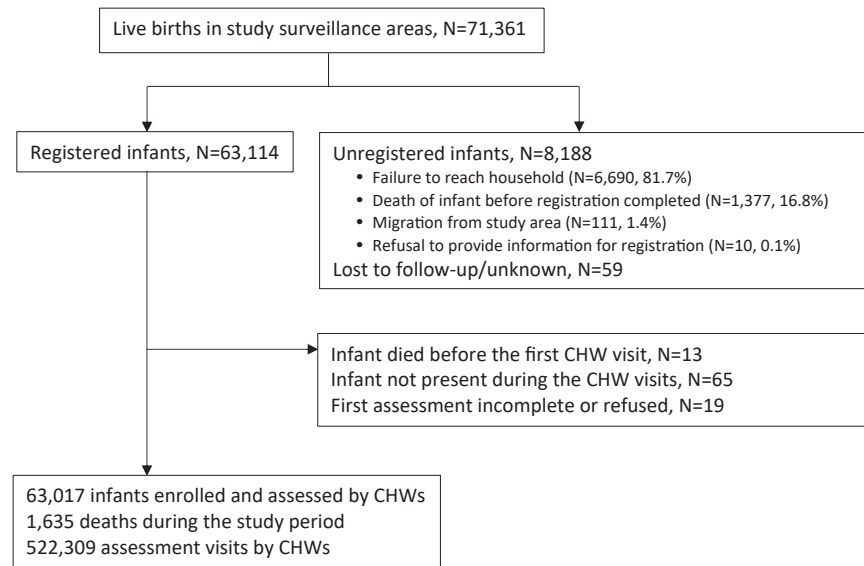 Live births in study surveillance areas, N=71,361
Registered infants, N=63,114
Unregistered infants, N=8,188
• Failure to reach household (N=6,690, 81.7%)
• Death of infant before registration completed (N=1,377, 16.8%)
• Migration from study area (N=111, 1.4%)
• Refusal to provide information for registration (N=10, 0.1%)
Lost to follow-up/unknown, N=59
Infant died before the first CHW visit, N=13
Infant not present during the CHW visits, N=65
First assessment incomplete or refused, N=19
63,017 infants enrolled and assessed by CHWs
1,635 deaths during the study period
522,309 assessment visits by CHWs